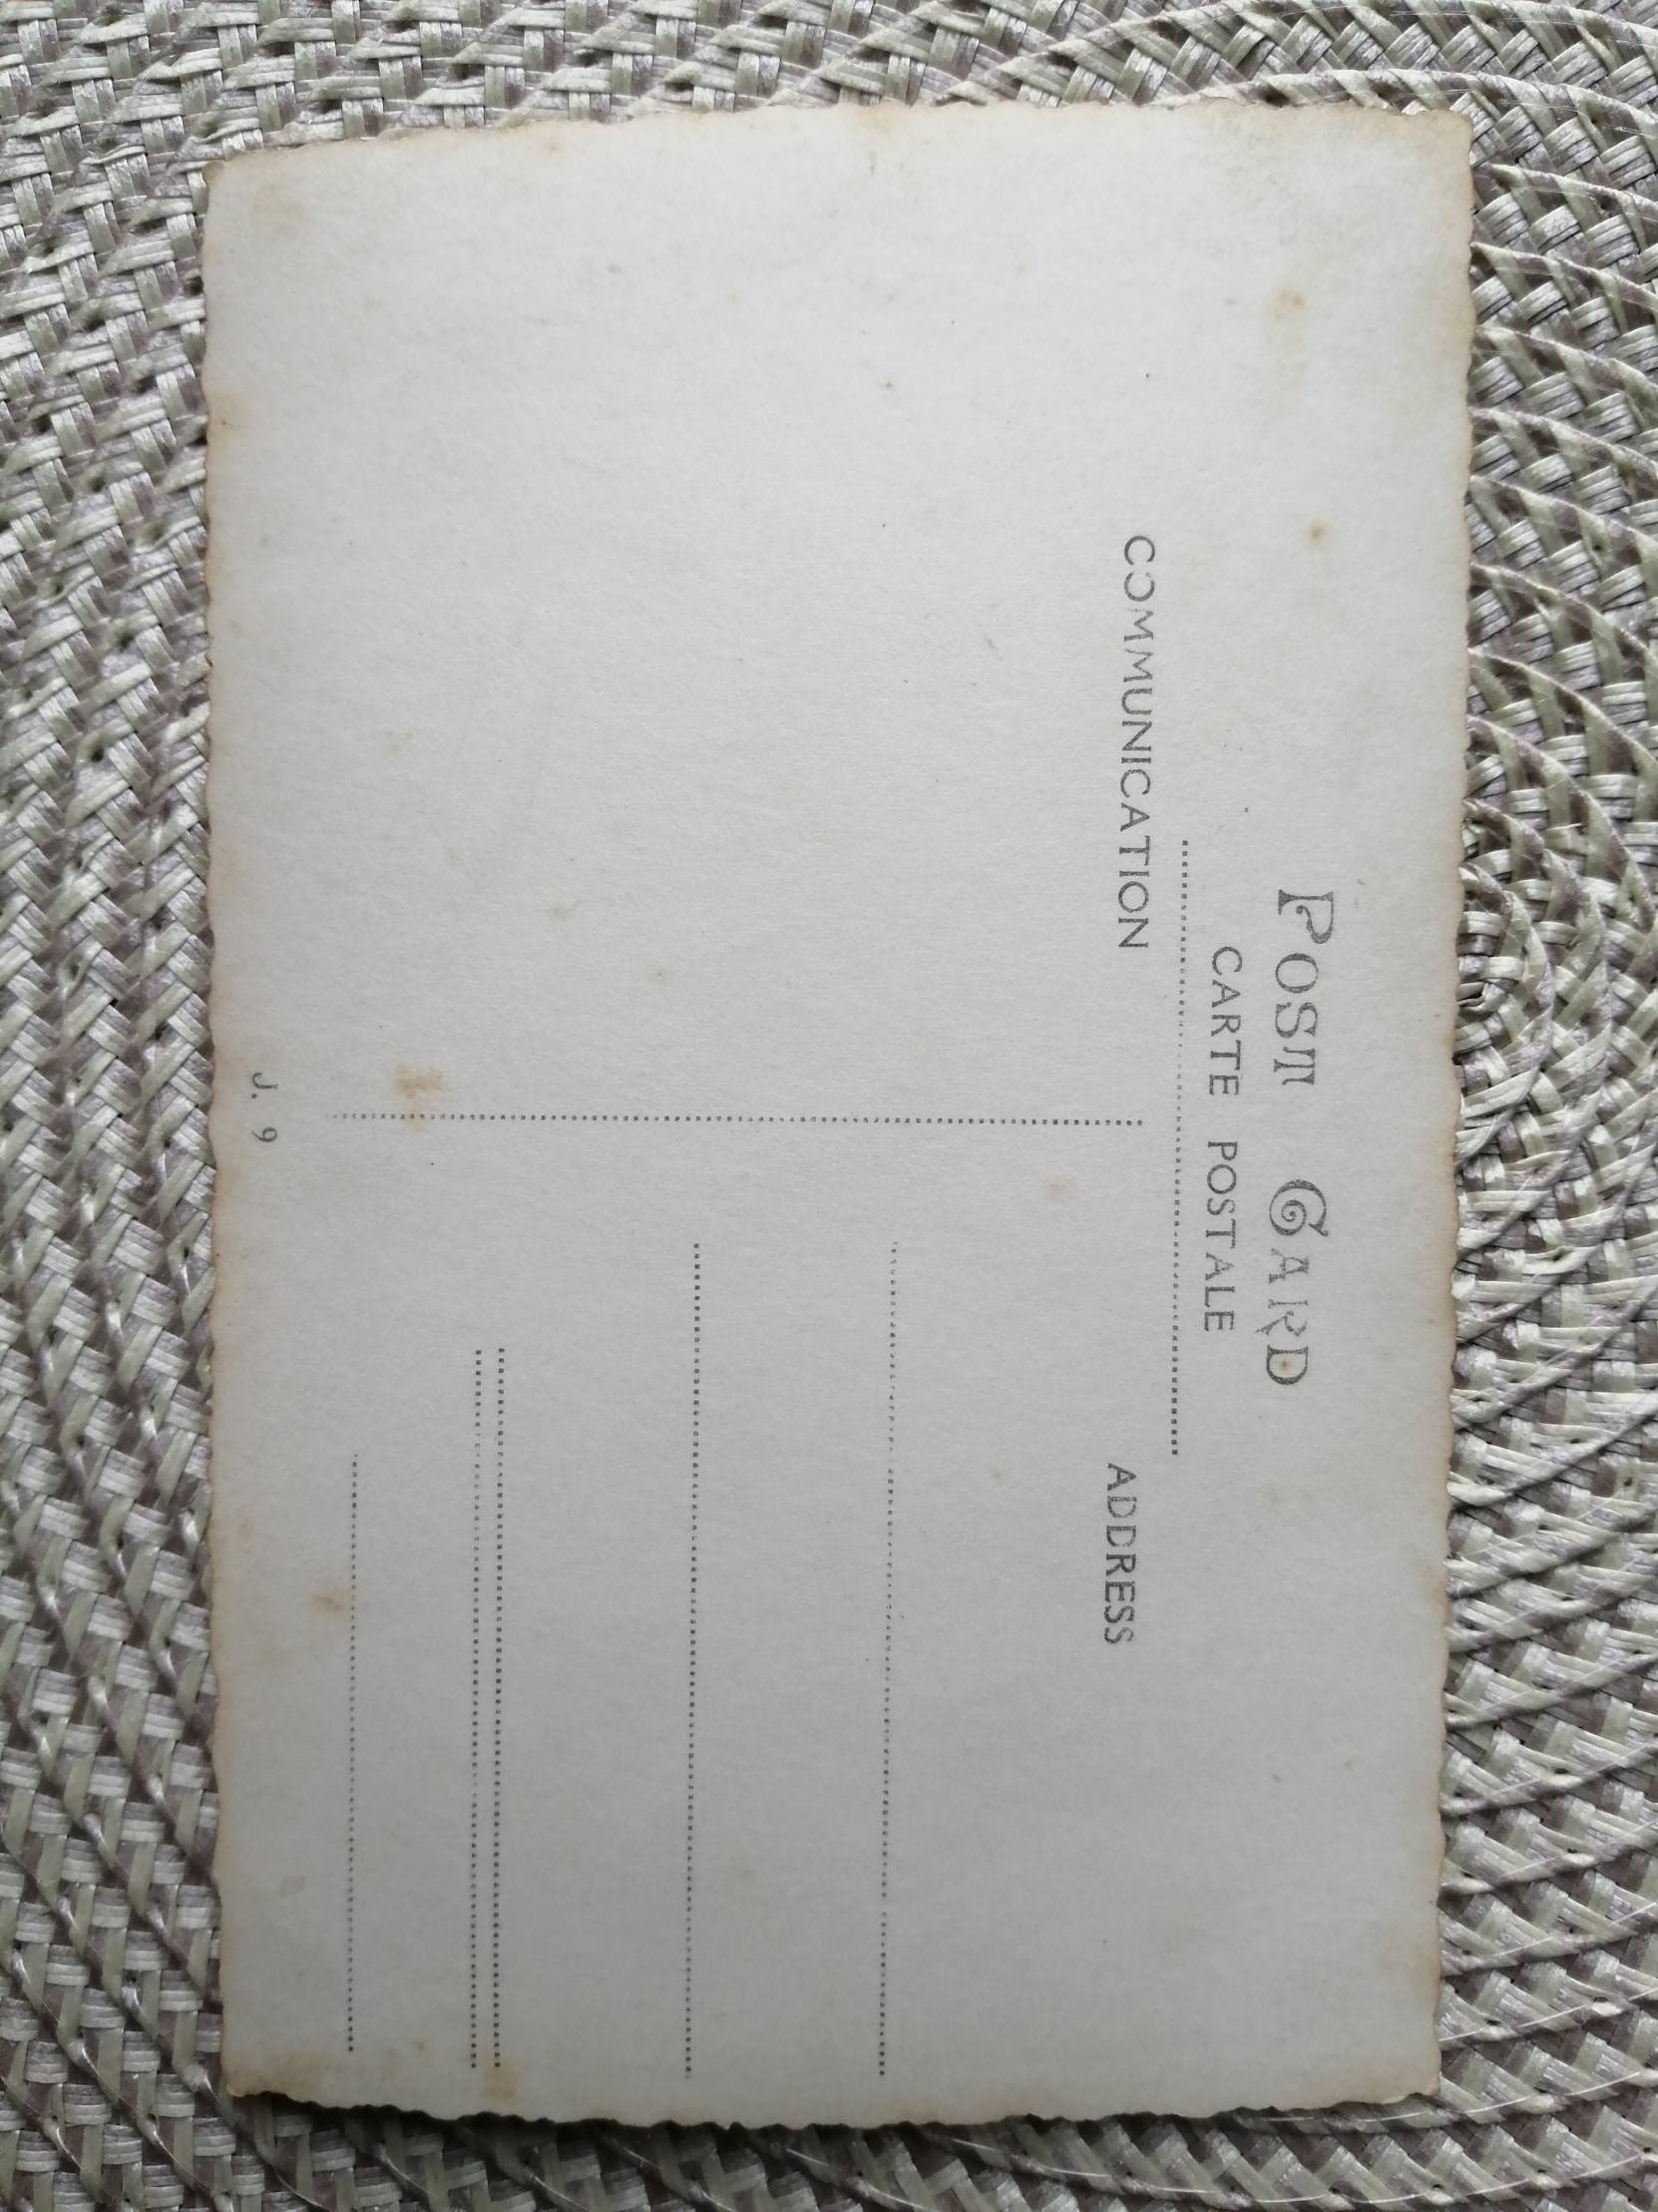 POST CARD
CARTE POSTALE
COMMUNICATION
ADDRESS
J. 9